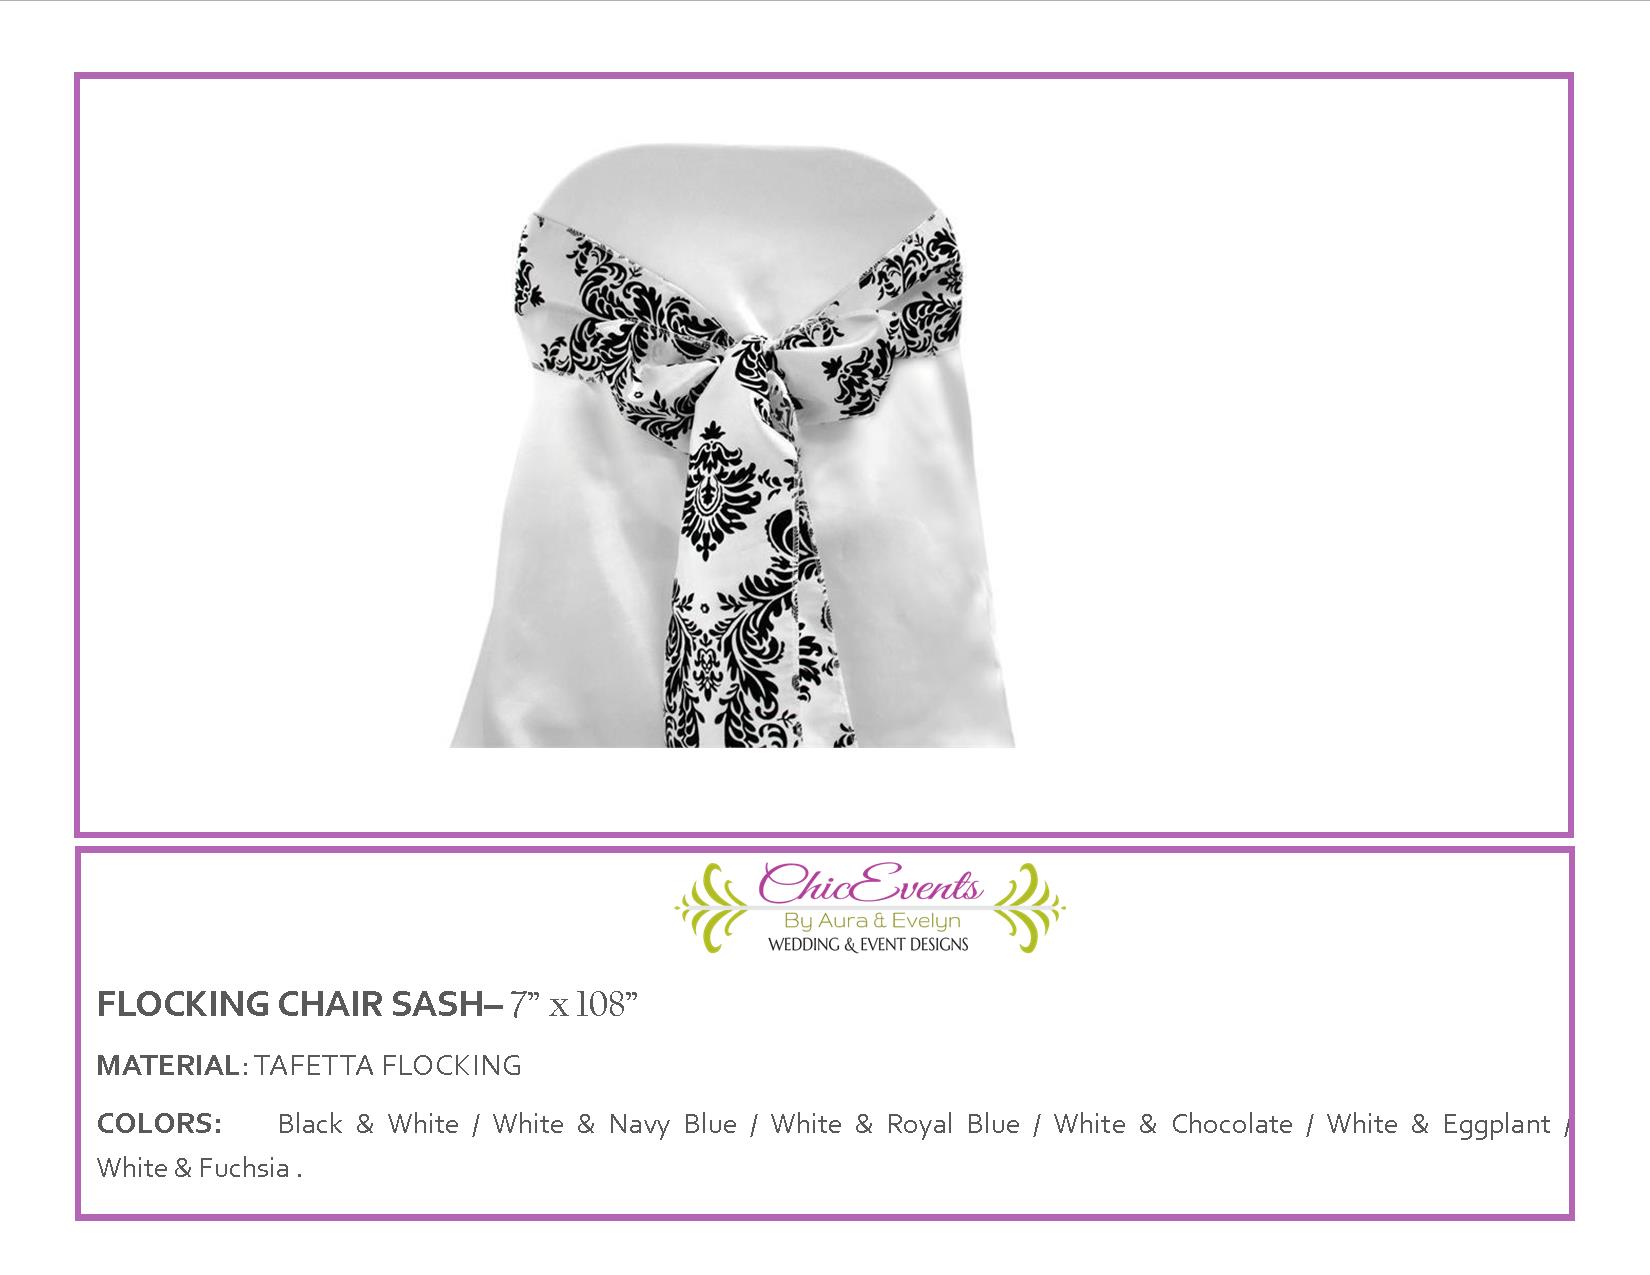 ChicEvents
By Aura & Evelyn
WEDDING & EVENT DESIGNS
FLOCKING CHAIR SASH– 7” x 108”
MATERIAL: TAFETTA FLOCKING
COLORS: Black & White / White & Navy Blue / White & Royal Blue / White & Chocolate / White & Eggplant /
White & Fuchsia .